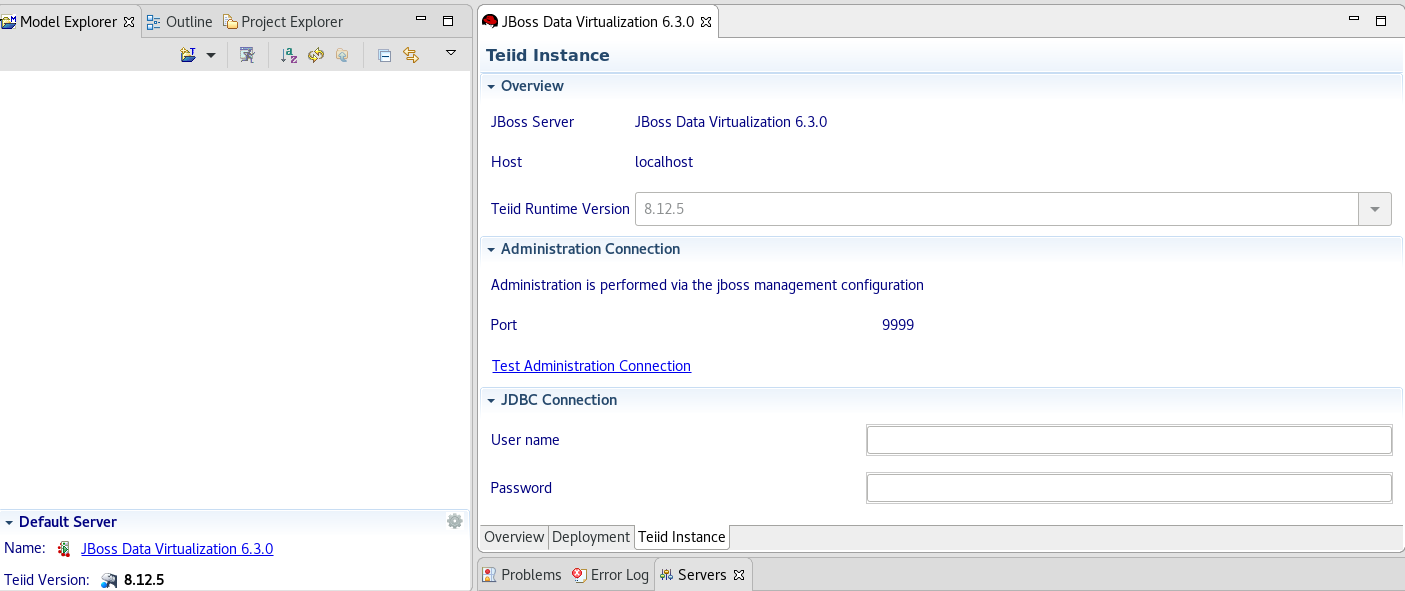 Model Explorer
Outline
Project Explorer
Default Server
Name: JBoss Data Virtualization 6.3.0
Teiid Version: 8.12.5
JBoss Data Virtualization 6.3.0
Teiid Instance
Overview
JBoss Server JBoss Data Virtualization 6.3.0
Host localhost
Teiid Runtime Version 8.12.5
Administration Connection
Administration is performed via the jboss management configuration
Port 9999
Test Administration Connection
JDBC Connection
User name
Password
Overview Deployment Teiid Instance
Problems Error Log Servers